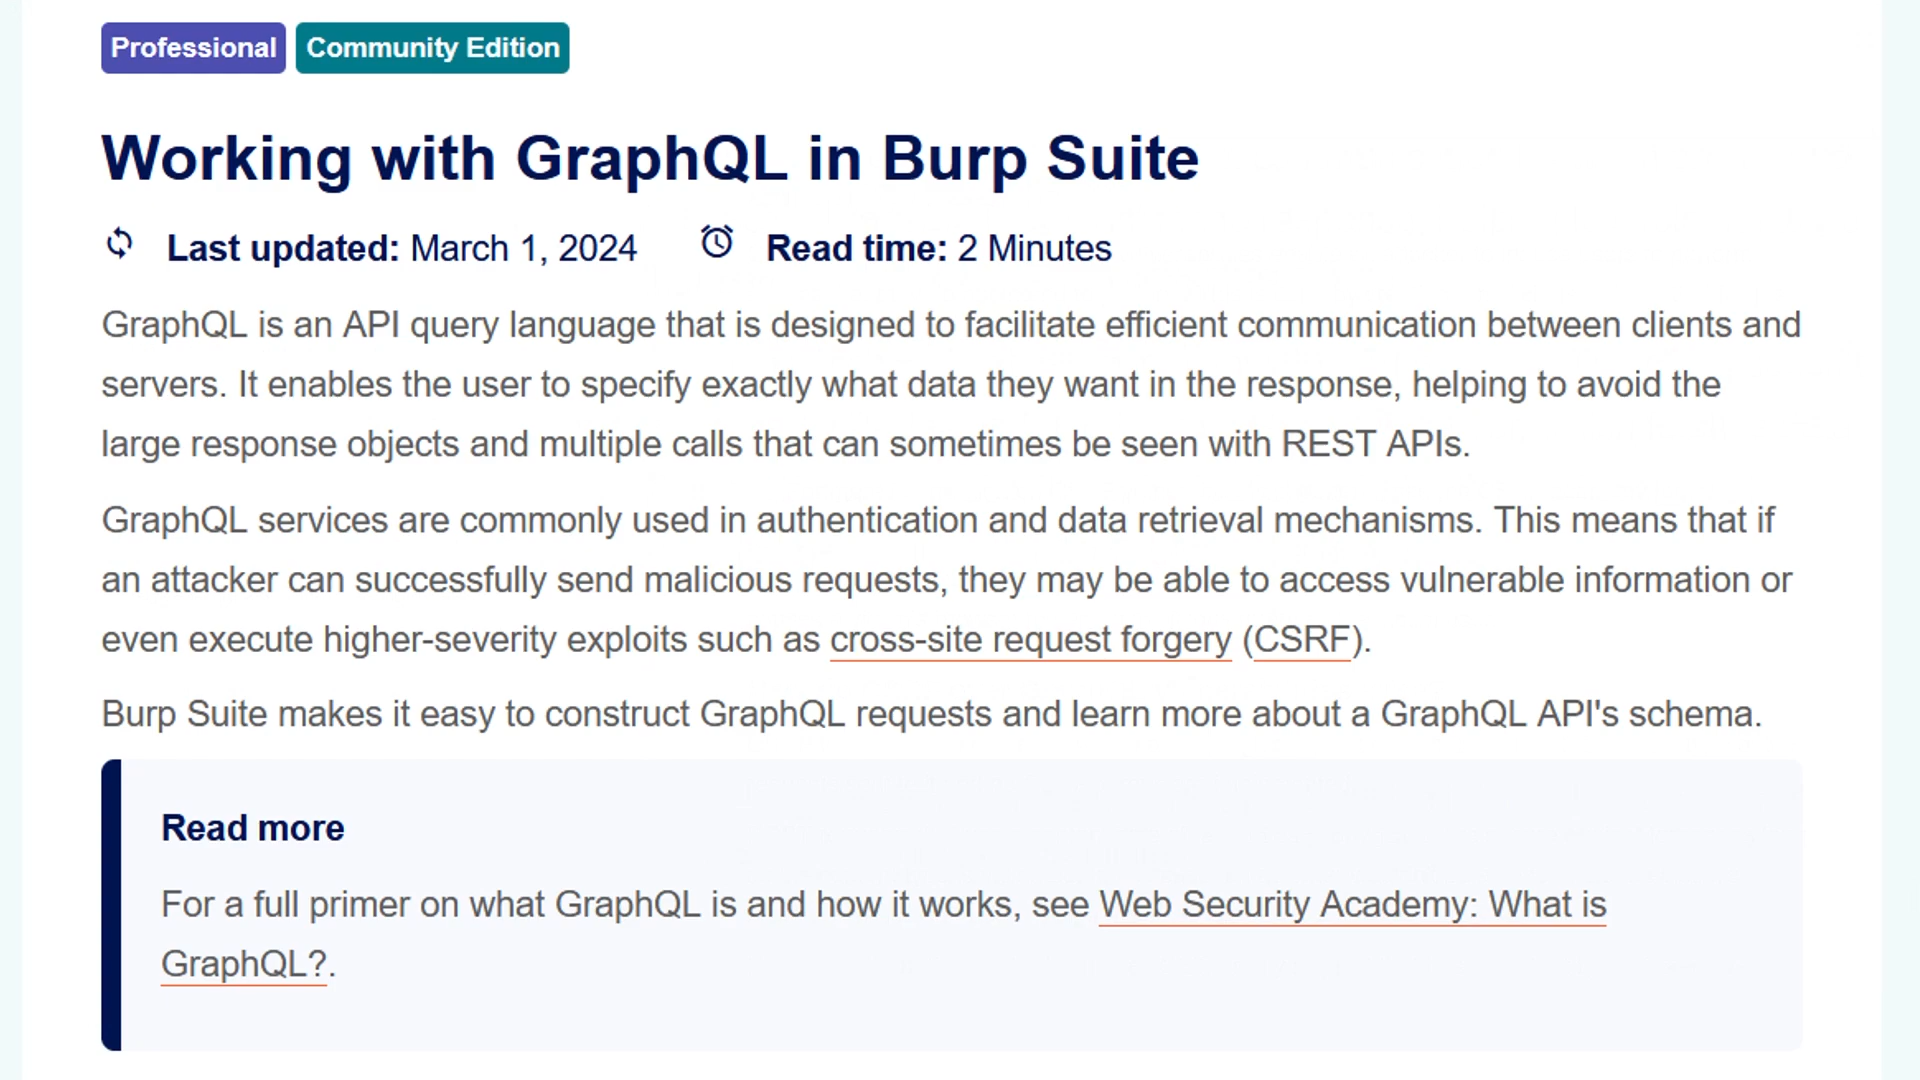 Professional Community Edition
Working with GraphQL in Burp Suite
Last updated: March 1, 2024 Read time: 2 Minutes
GraphQL is an API query language that is designed to facilitate efficient communication between clients and
servers. It enables the user to specify exactly what data they want in the response, helping to avoid the
large response objects and multiple calls that can sometimes be seen with REST APIs.
GraphQL services are commonly used in authentication and data retrieval mechanisms. This means that if
an attacker can successfully send malicious requests, they may be able to access vulnerable information or
even execute higher-severity exploits such as cross-site request forgery (CSRF).
Burp Suite makes it easy to construct GraphQL requests and learn more about a GraphQL API's schema.
Read more
For a full primer on what GraphQL is and how it works, see Web Security Academy: What is
GraphQL?.